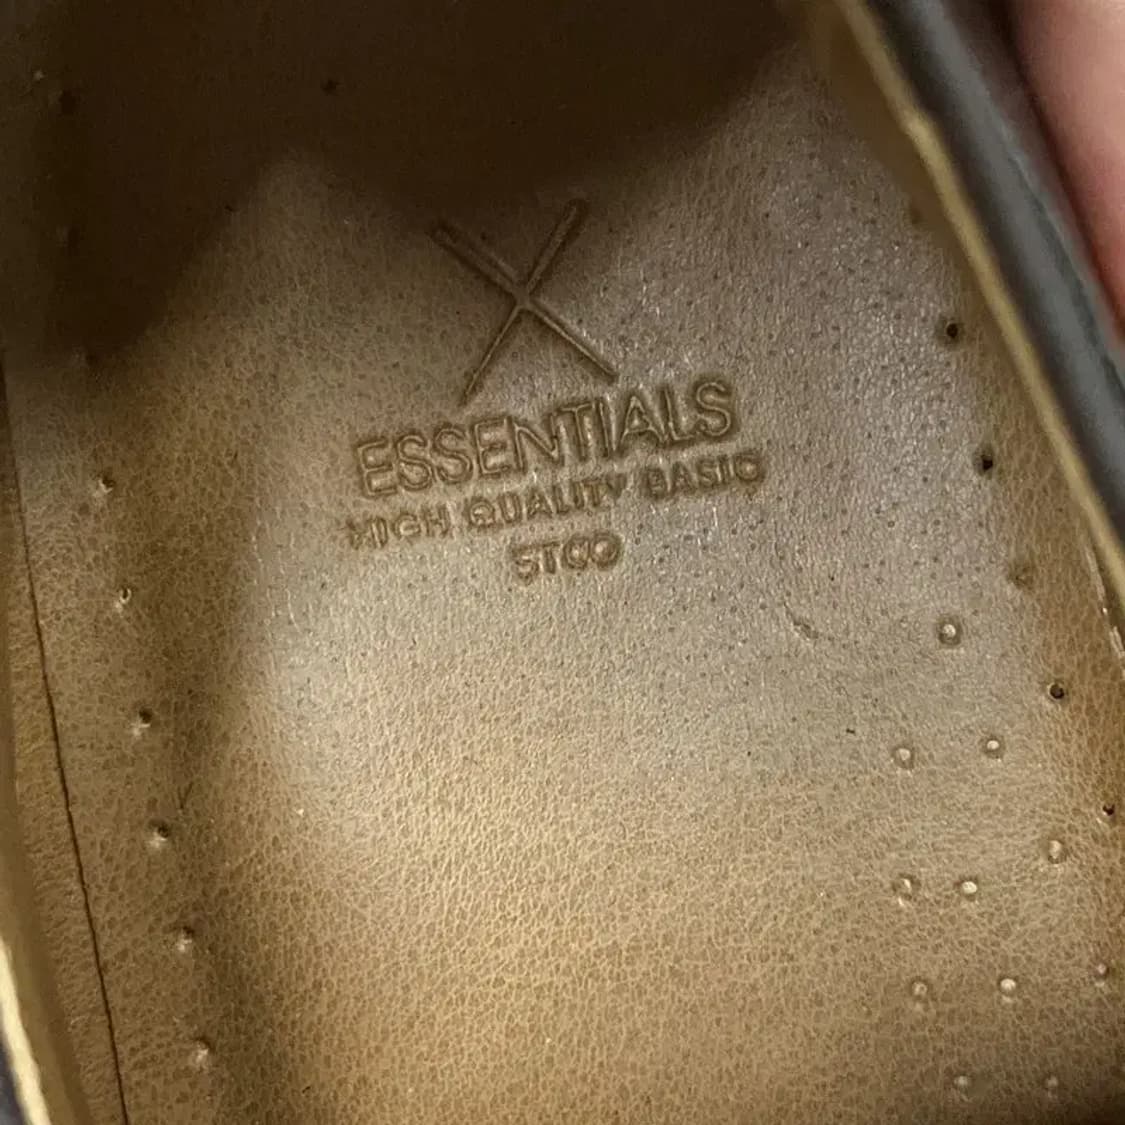 X
ESSENTIALS
HIGH QUALITY BASIC
STCO